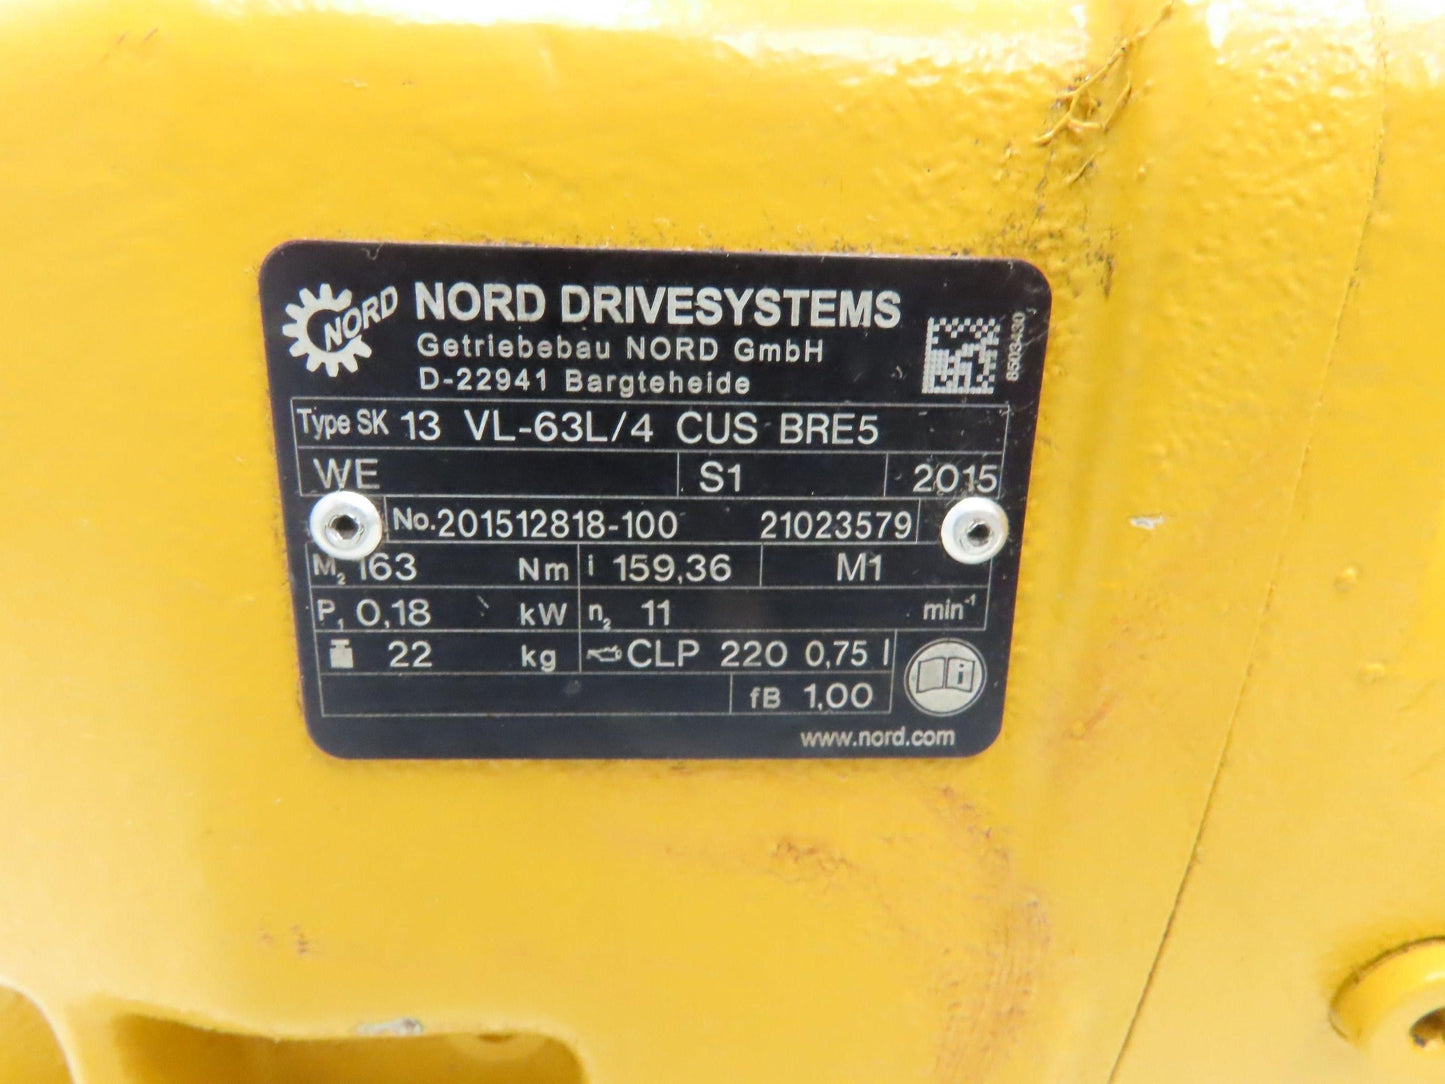 NORD
NORD DRIVESYSTEMS
Getriebebau NORD GmbH
D-22941 Bargteheide
8503430
Type SK 13 VL-63L/4 CUS BRE5
WE S1 2015
No. 201512818-100 21023579
M2 163 Nm i 159,36 M1
P1 0,18 kW n2 11 min-1
22 kg CLP 220 0,75 l
i
fB 1,00
www.nord.com